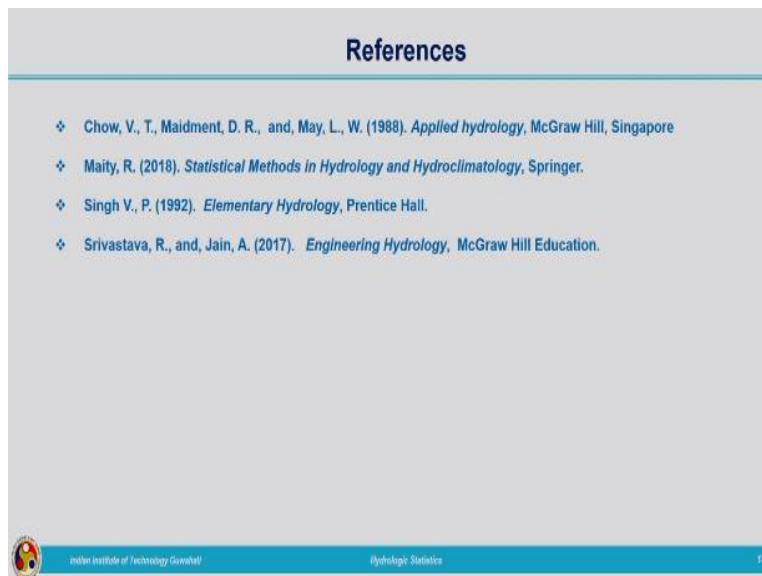 References
❖ Chow, V., T., Maidment, D. R., and, May, L., W. (1988). Applied hydrology, McGraw Hill, Singapore
❖ Maity, R. (2018). Statistical Methods in Hydrology and Hydroclimatology, Springer.
❖ Singh V., P. (1992). Elementary Hydrology, Prentice Hall.
❖ Srivastava, R., and, Jain, A. (2017). Engineering Hydrology, McGraw Hill Education.
Indian Institute of Technology Guwahati
Hydrologic Statistics